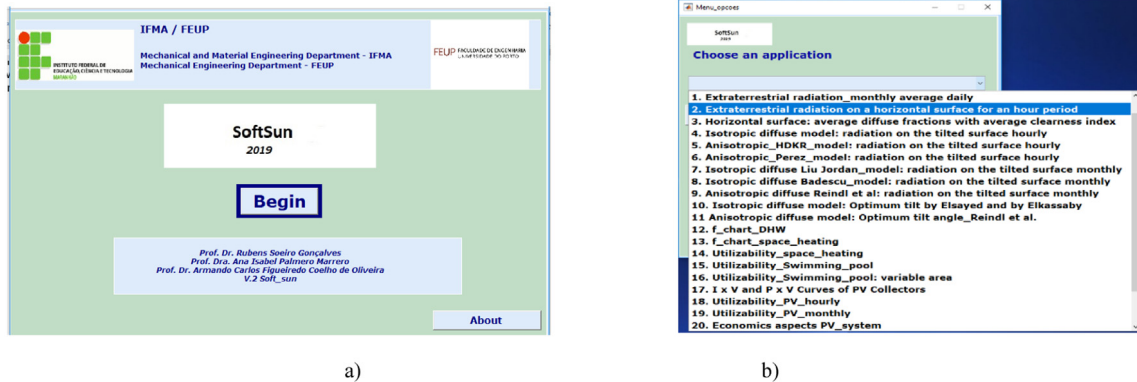 IFMA / FEUP
Mechanical and Material Engineering Department - IFMA
Mechanical Engineering Department - FEUP
INSTITUTO FEDERAL DE
EDUCAÇÃO, CIÊNCIA E TECNOLOGIA
MARANHÃO
FEUP FACULDADE DE ENGENHARIA
UNIVERSIDADE DO PORTO
SoftSun
2019
Begin
Prof. Dr. Rubens Soeiro Gonçalves
Prof. Dra. Ana Isabel Palmero Marrero
Prof. Dr. Armando Carlos Figueiredo Coelho de Oliveira
V.2 Soft_sun
About
a)
Menu_opcoes
SoftSun
2019
Choose an application
1. Extraterrestrial radiation_monthly average daily
2. Extraterrestrial radiation on a horizontal surface for an hour period
3. Horizontal surface: average diffuse fractions with average clearness index
4. Isotropic diffuse model: radiation on the tilted surface hourly
5. Anisotropic_HDKR_model: radiation on the tilted surface hourly
6. Anisotropic_Perez_model: radiation on the tilted surface hourly
7. Isotropic diffuse Liu Jordan_model: radiation on the tilted surface monthly
8. Isotropic diffuse Badescu_model: radiation on the tilted surface monthly
9. Anisotropic diffuse Reindl et al: radiation on the tilted surface monthly
10. Isotropic diffuse model: Optimum tilt by Elsayed and by Elkassaby
11 Anisotropic diffuse model: Optimum tilt angle_Reindl et al.
12. f_chart_DHW
13. f_chart_space_heating
14. Utilizability_space_heating
15. Utilizability_Swimming_pool
16. Utilizability_Swimming_pool: variable area
17. I x V and P x V Curves of PV Collectors
18. Utilizability_PV_hourly
19. Utilizability_PV_monthly
20. Economics aspects PV_system
b)